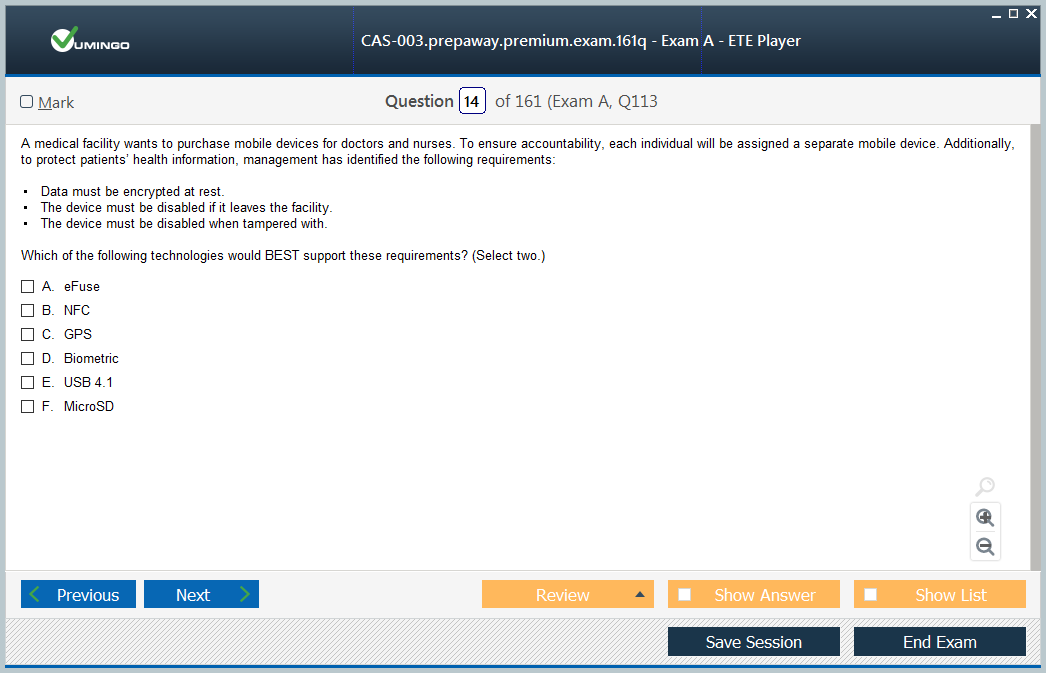 VUMINGO
CAS-003.prepaway.premium.exam.161q - Exam A - ETE Player
Mark
Question 14 of 161 (Exam A, Q113
A medical facility wants to purchase mobile devices for doctors and nurses. To ensure accountability, each individual will be assigned a separate mobile device. Additionally,
to protect patients' health information, management has identified the following requirements:
▪ Data must be encrypted at rest.
▪ The device must be disabled if it leaves the facility.
▪ The device must be disabled when tampered with.
Which of the following technologies would BEST support these requirements? (Select two.)
A. eFuse
B. NFC
C. GPS
D. Biometric
E. USB 4.1
F. MicroSD
Previous Next Review Show Answer Show List
Save Session End Exam